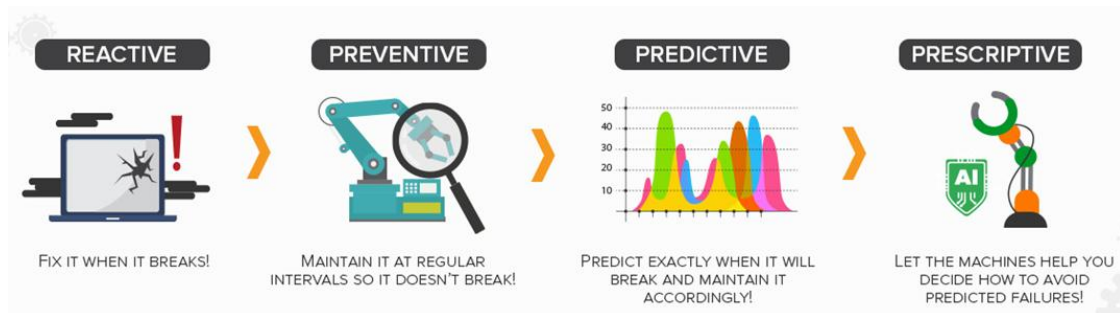 REACTIVE
FIX IT WHEN IT BREAKS!
PREVENTIVE
MAINTAIN IT AT REGULAR
INTERVALS SO IT DOESN'T BREAK!
PREDICTIVE
50
40
30
20
10
PREDICT EXACTLY WHEN IT WILL
BREAK AND MAINTAIN IT
ACCORDINGLY!
PRESCRIPTIVE
AI
LET THE MACHINES HELP YOU
DECIDE HOW TO AVOID
PREDICTED FAILURES!